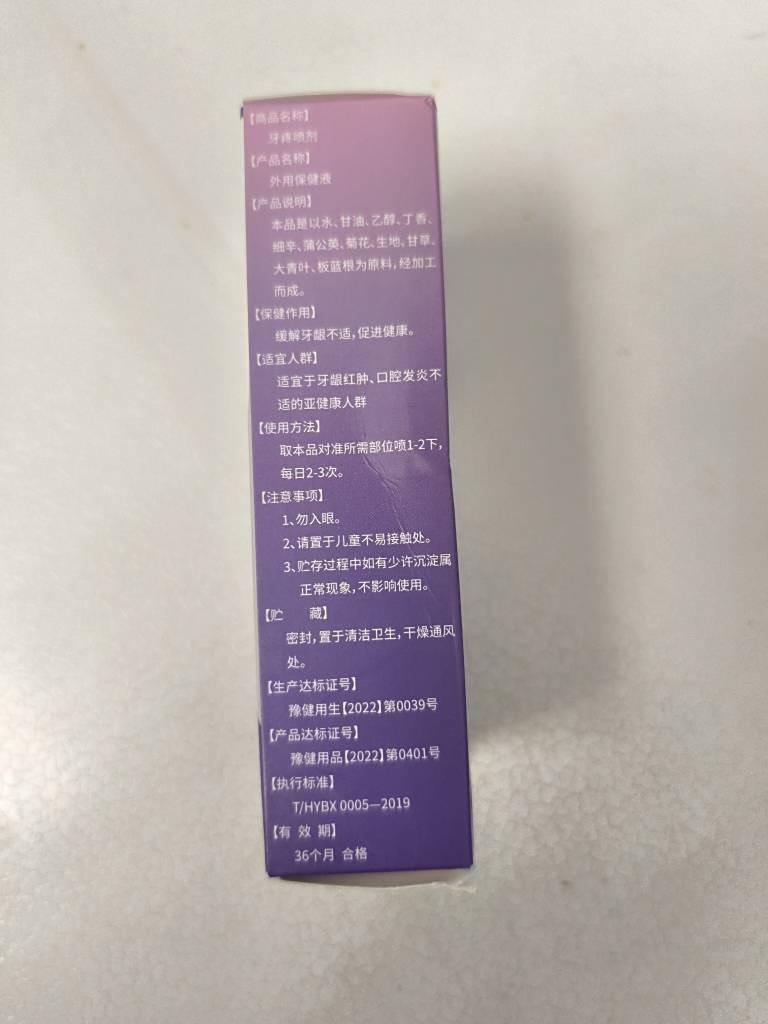 【商品名称】
牙疼喷剂
【产品名称】
外用保健液
【产品说明】
本品是以水、甘油、乙醇、丁香、
细辛、蒲公英、菊花、生地、甘草、
大青叶、板蓝根为原料,经加工
而成。
【保健作用】
缓解牙龈不适,促进健康。
【适宜人群】
适宜于牙龈红肿、口腔发炎不
适的亚健康人群
【使用方法】
取本品对准所需部位喷1-2下,
每日2-3次。
【注意事项】
1、勿入眼。
2、请置于儿童不易接触处。
3、贮存过程中如有少许沉淀属
正常现象,不影响使用。
【贮 藏】
密封,置于清洁卫生,干燥通风
处。
【生产达标证号】
豫健用生【2022】第0039号
【产品达标证号】
豫健用品【2022】第0401号
【执行标准】
T/HYBX 0005—2019
【有 效 期】
36个月 合格